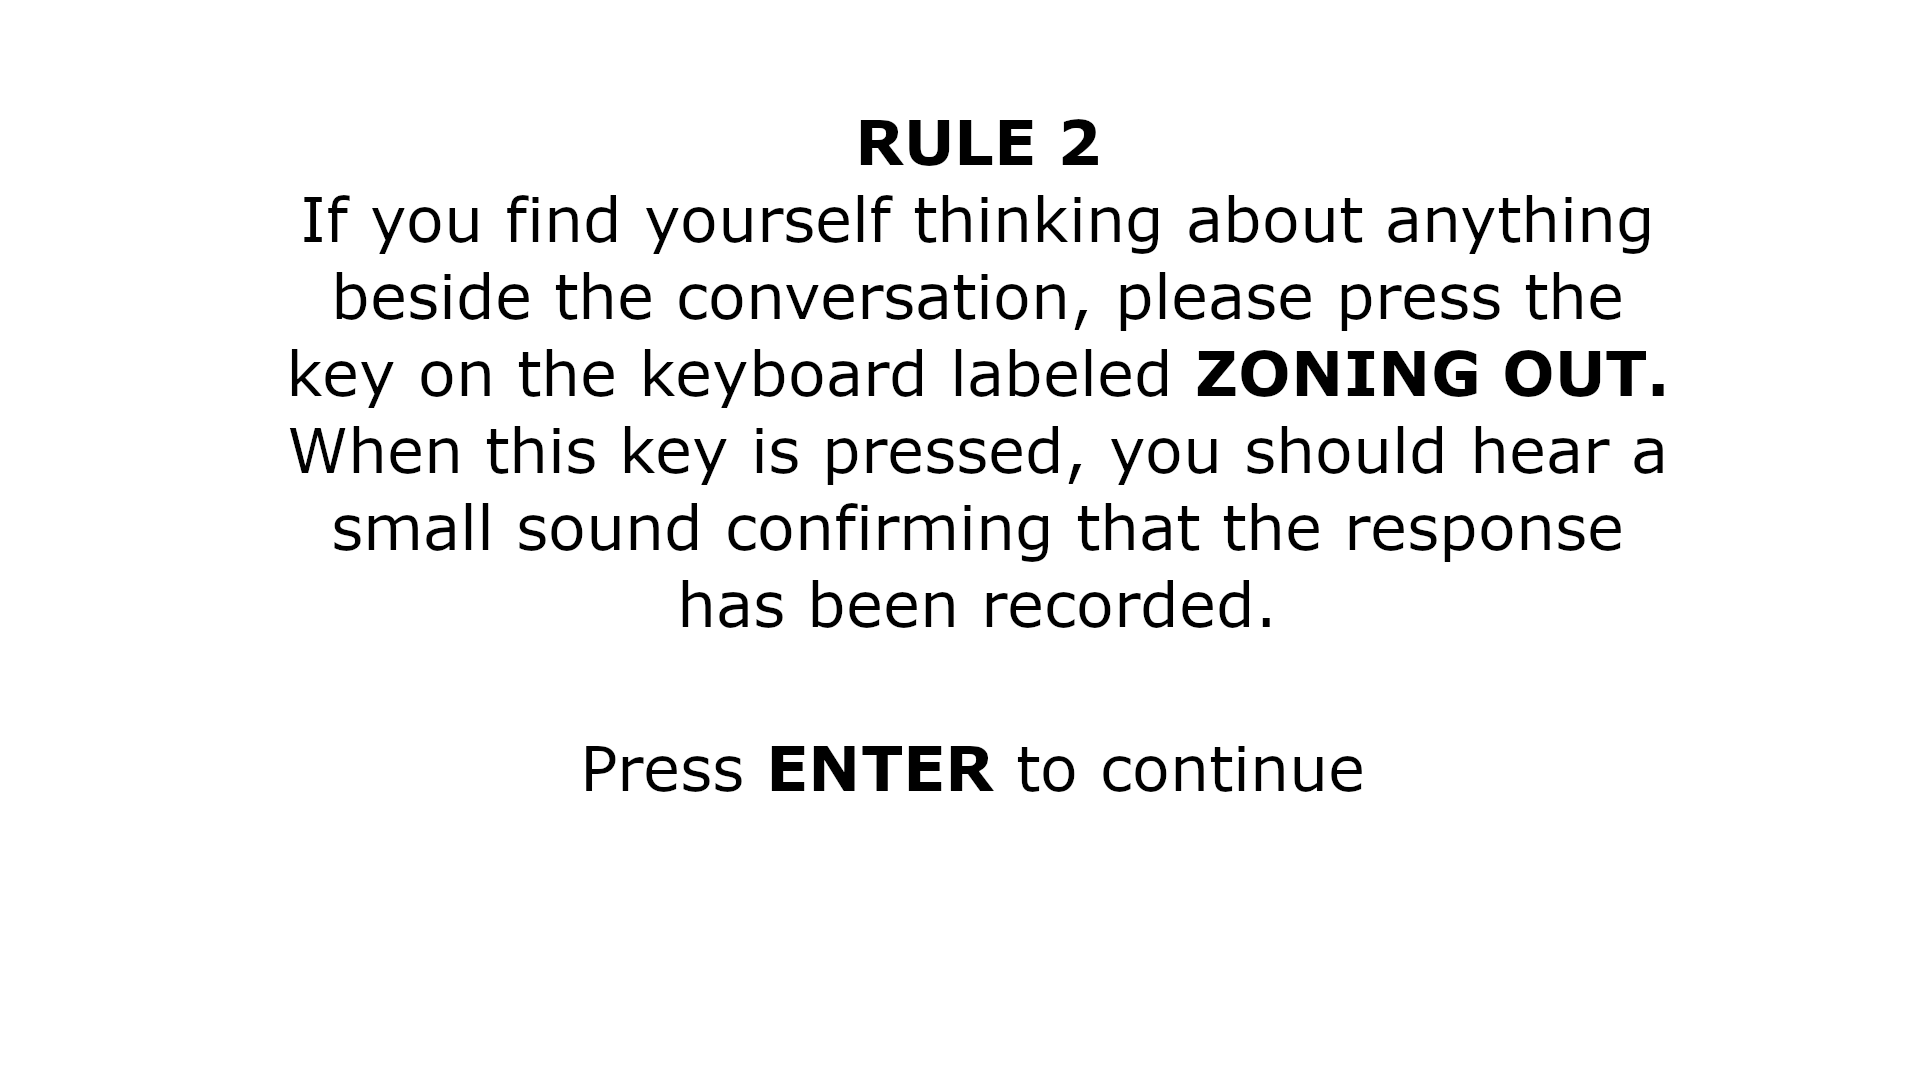 RULE 2
If you find yourself thinking about anything
beside the conversation, please press the
key on the keyboard labeled ZONING OUT.
When this key is pressed, you should hear a
small sound confirming that the response
has been recorded.
Press ENTER to continue